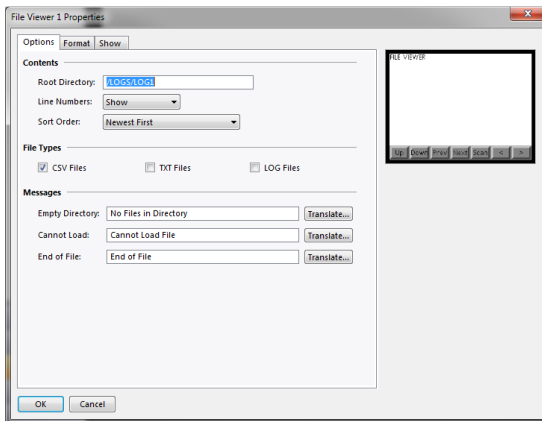 File Viewer 1 Properties
Options Format Show
Contents
Root Directory: /LOGS/LOG1
Line Numbers: Show
Sort Order: Newest First
File Types
CSV Files TXT Files LOG Files
Messages
Empty Directory: No Files in Directory Translate...
Cannot Load: Cannot Load File Translate...
End of File: End of File Translate...
OK Cancel
FILE VIEWER
Up Down Prev Next Scan < >